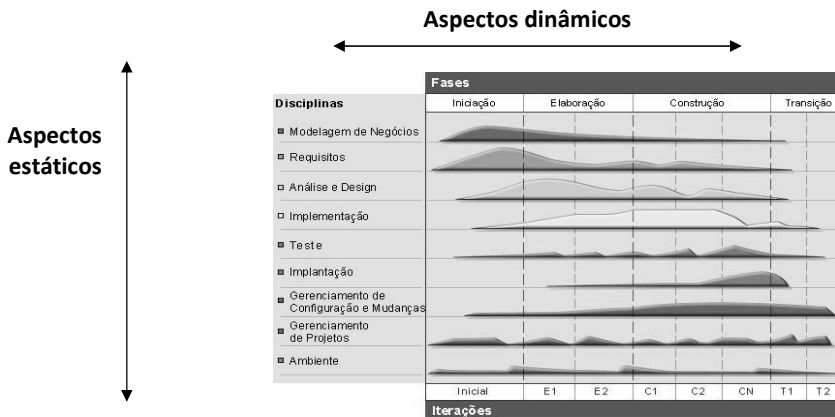 Aspectos dinâmicos
Aspectos
estáticos
Fases
Disciplinas
Iniciação Elaboração Construção Transição
Modelagem de Negócios
Requisitos
Análise e Design
Implementação
Teste
Implantação
Gerenciamento de
Configuração e Mudanças
Gerenciamento
de Projetos
Ambiente
Inicial E1 E2 C1 C2 CN T1 T2
Iterações